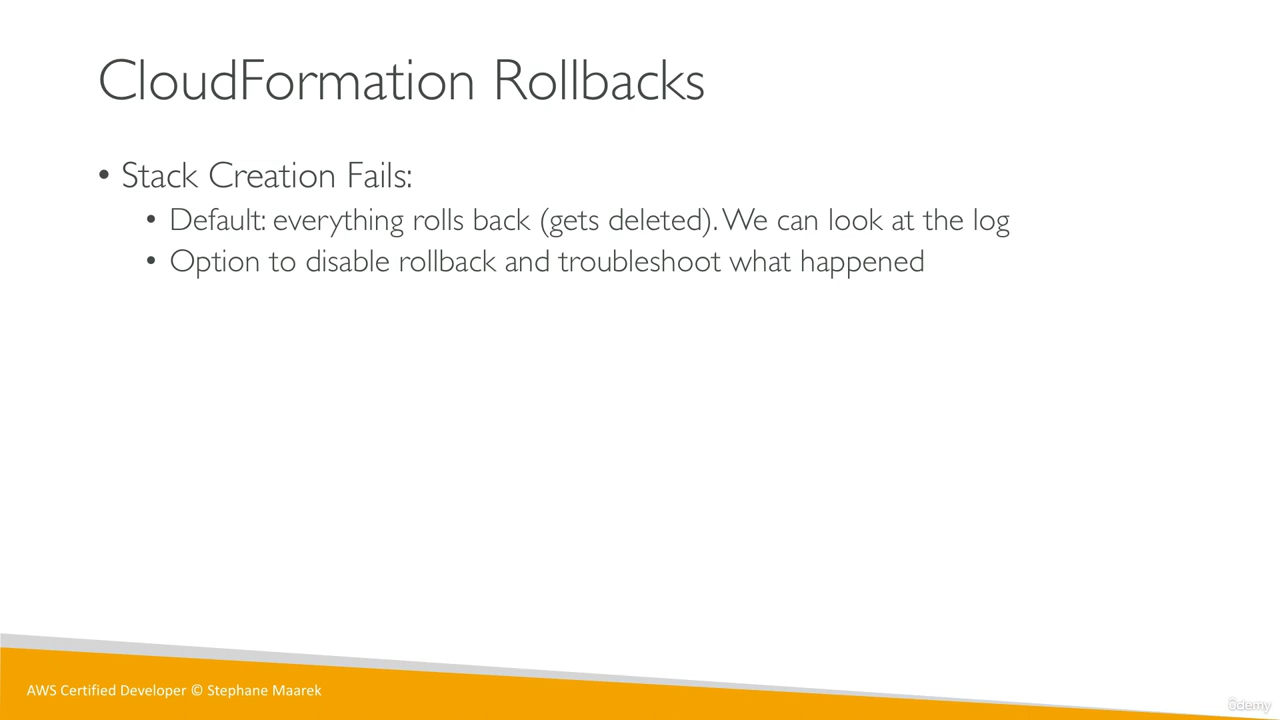 CloudFormation Rollbacks
• Stack Creation Fails:
• Default: everything rolls back (gets deleted). We can look at the log
• Option to disable rollback and troubleshoot what happened
AWS Certified Developer © Stephane Maarek
ûdemy